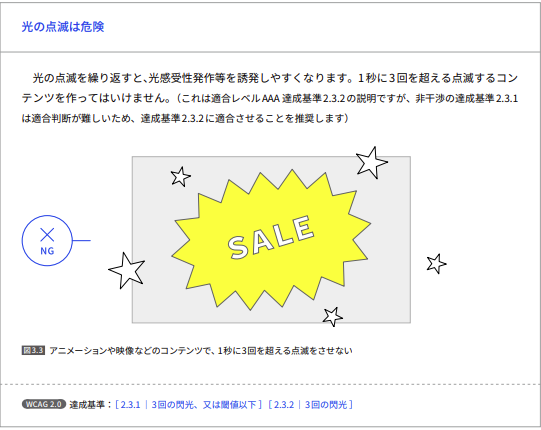 光の点滅は危険
光の点滅を繰り返すと、光感受性発作等を誘発しやすくなります。1秒に3回を超える点滅するコン
テンツを作ってはいけません。（これは適合レベルAAA 達成基準2.3.2の説明ですが、非干渉の達成基準2.3.1
は適合判断が難しいため、達成基準2.3.2に適合させることを推奨します）
SALE
NG
図3.3 アニメーションや映像などのコンテンツで、1秒に3回を超える点滅をさせない
WCAG 2.0 達成基準：［ 2.3.1 ｜ 3回の閃光、又は閾値以下 ］［ 2.3.2 ｜ 3回の閃光 ］